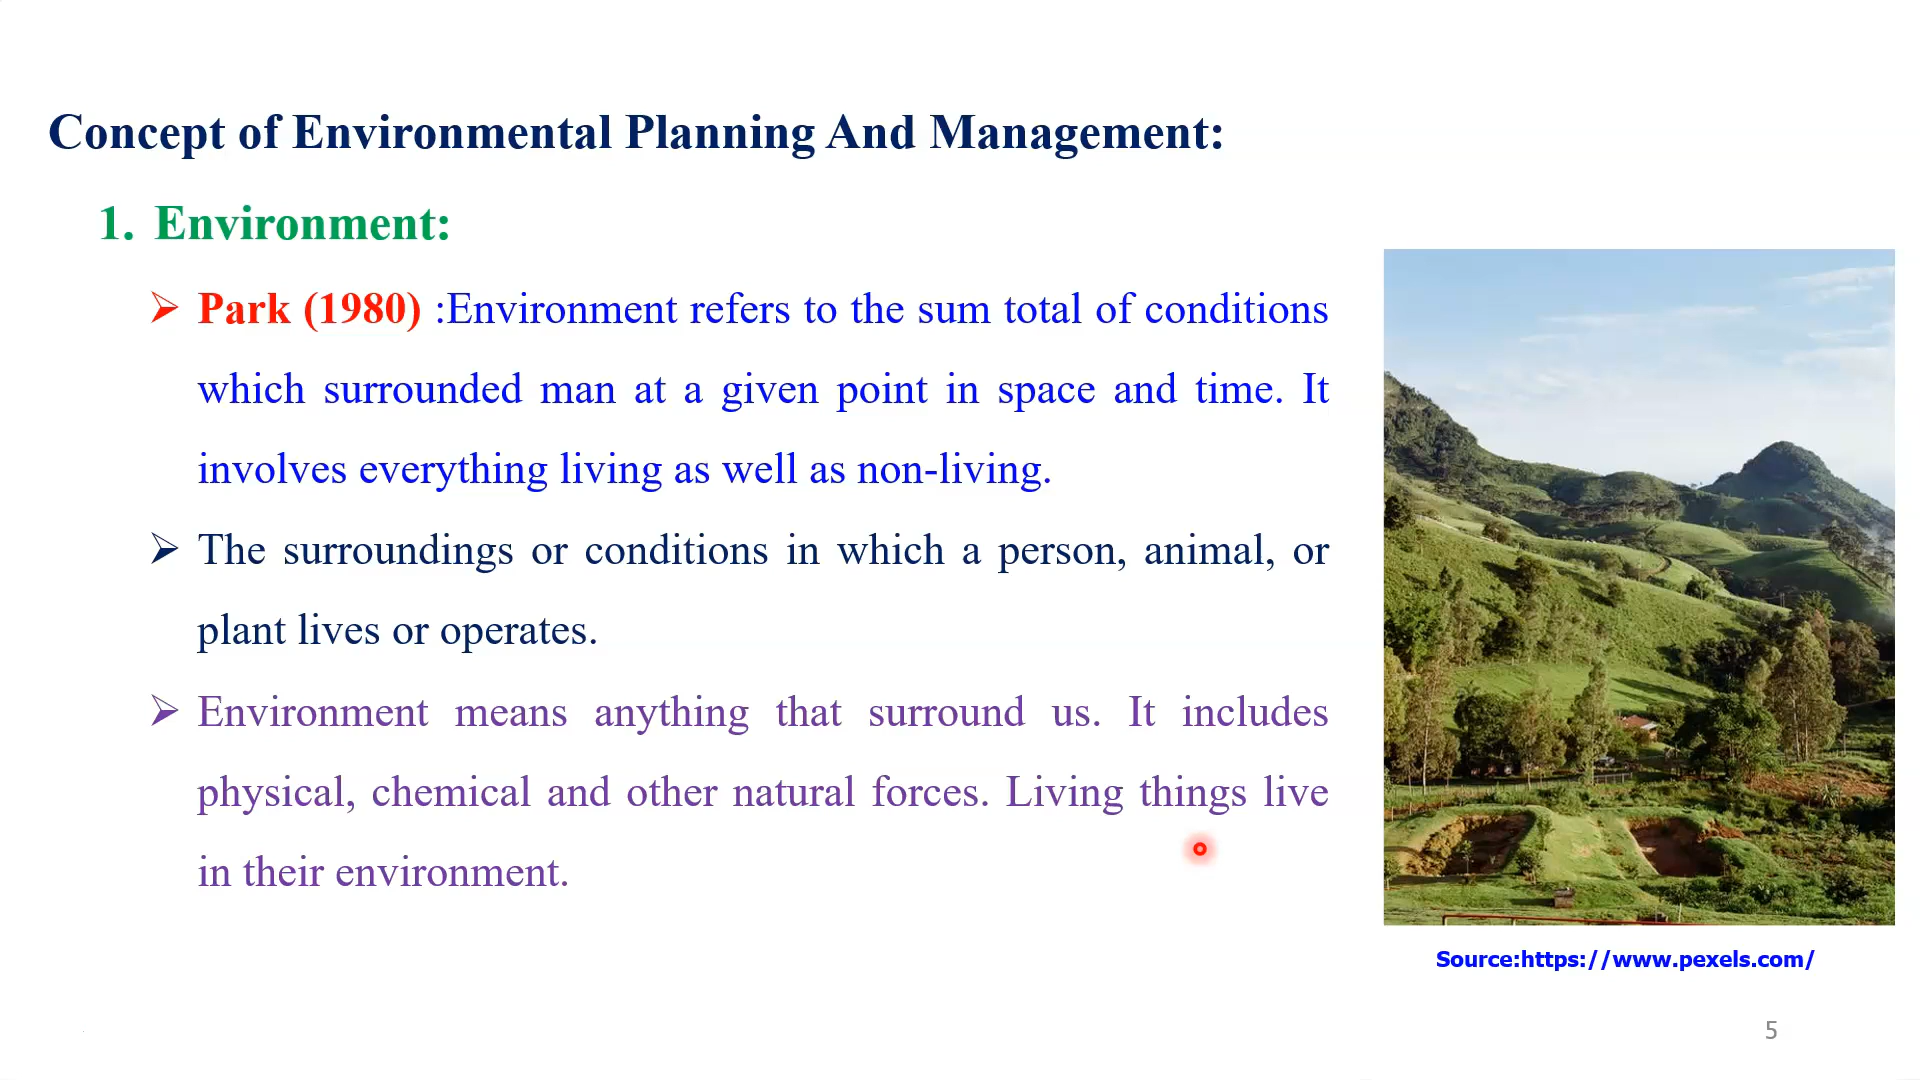 Concept of Environmental Planning And Management:
1. Environment:
➢ Park (1980) :Environment refers to the sum total of conditions
which surrounded man at a given point in space and time. It
involves everything living as well as non-living.
➢ The surroundings or conditions in which a person, animal, or
plant lives or operates.
➢ Environment means anything that surround us. It includes
physical, chemical and other natural forces. Living things live
in their environment.
Source:https://www.pexels.com/
5